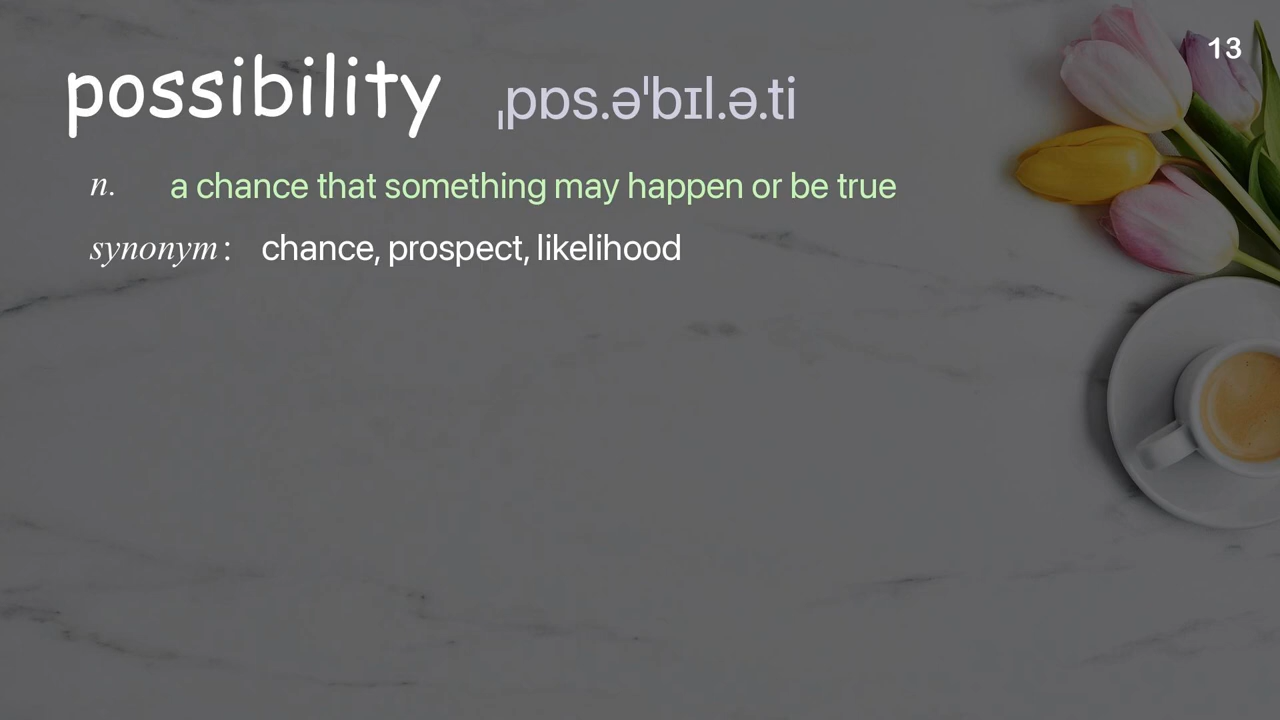 13
possibility ˌpɒs.əˈbɪl.ə.ti
n. a chance that something may happen or be true
synonym : chance, prospect, likelihood